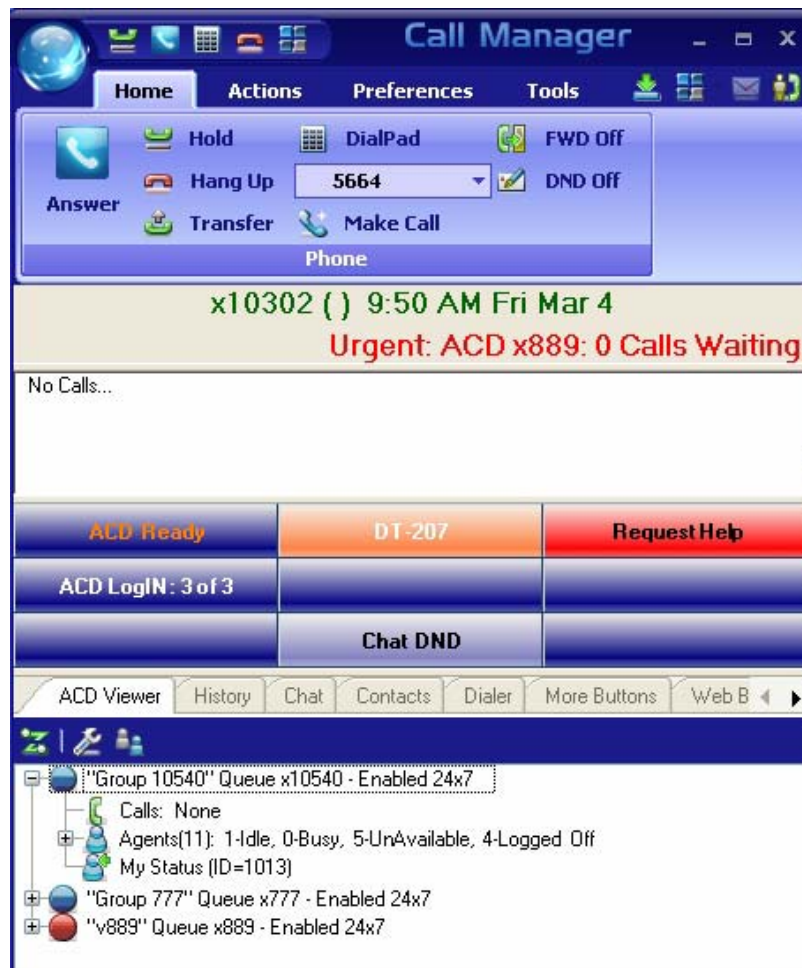 Call Manager
Home Actions Preferences Tools
Hold DialPad FWD Off
Answer Hang Up 5664 DND Off
Transfer Make Call
Phone
x10302 ( ) 9:50 AM Fri Mar 4
Urgent: ACD x889: 0 Calls Waiting
No Calls...
ACD Ready DT-207 Request Help
ACD LogIN: 3 of 3
Chat DND
ACD Viewer History Chat Contacts Dialer More Buttons Web B
"Group 10540" Queue x10540 - Enabled 24x7
Calls: None
Agents(11): 1-Idle, 0-Busy, 5-UnAvailable, 4-Logged Off
My Status (ID=1013)
"Group 777" Queue x777 - Enabled 24x7
"v889" Queue x889 - Enabled 24x7